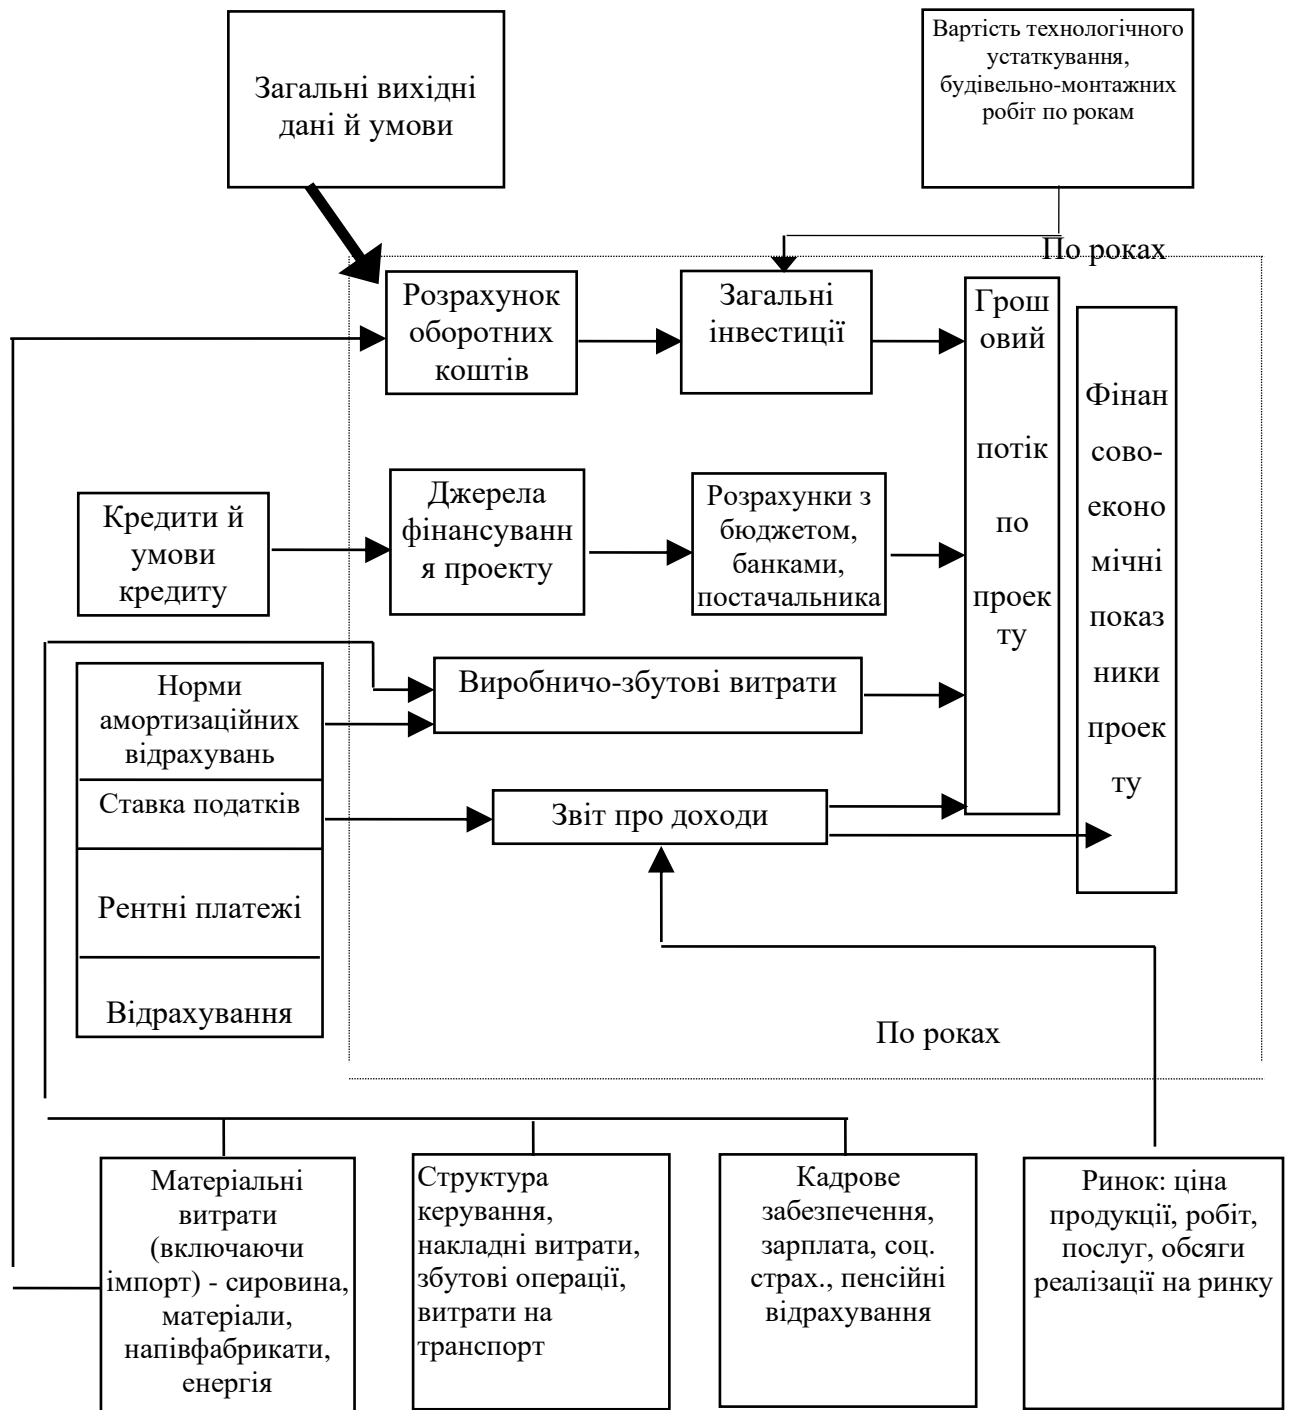 Загальні вихідні
дані й умови
Вартість технологічного
устаткування,
будівельно-монтажних
робіт по рокам
По роках
Розрахунок
оборотних
коштів
Загальні
інвестиції
Грош
овий
потік
по
проек
ту
Фінан
сово-
еконо
мічні
показ
ники
проек
ту
Кредити й
умови
кредиту
Джерела
фінансуванн
я проекту
Розрахунки з
бюджетом,
банками,
постачальника
Норми
амортизаційних
відрахувань
Ставка податків
Рентні платежі
Відрахування
Виробничо-збутові витрати
Звіт про доходи
По роках
Матеріальні
витрати
(включаючи
імпорт) - сировина,
матеріали,
напівфабрикати,
енергія
Структура
керування,
накладні витрати,
збутові операції,
витрати на
транспорт
Кадрове
забезпечення,
зарплата, соц.
страх., пенсійні
відрахування
Ринок: ціна
продукції, робіт,
послуг, обсяги
реалізації на ринку